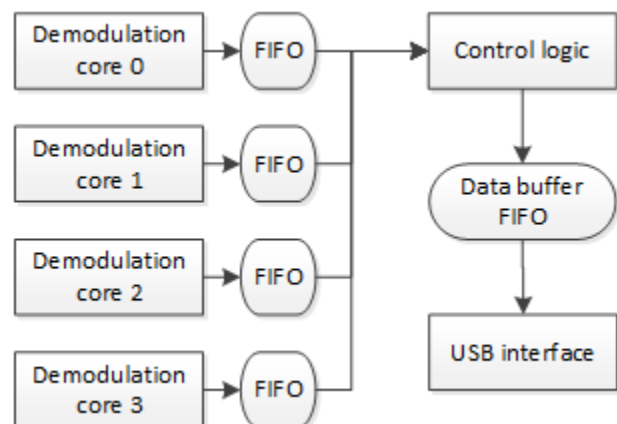 Demodulation
core 0
FIFO
Control logic
Demodulation
core 1
FIFO
Data buffer
FIFO
Demodulation
core 2
FIFO
USB interface
Demodulation
core 3
FIFO